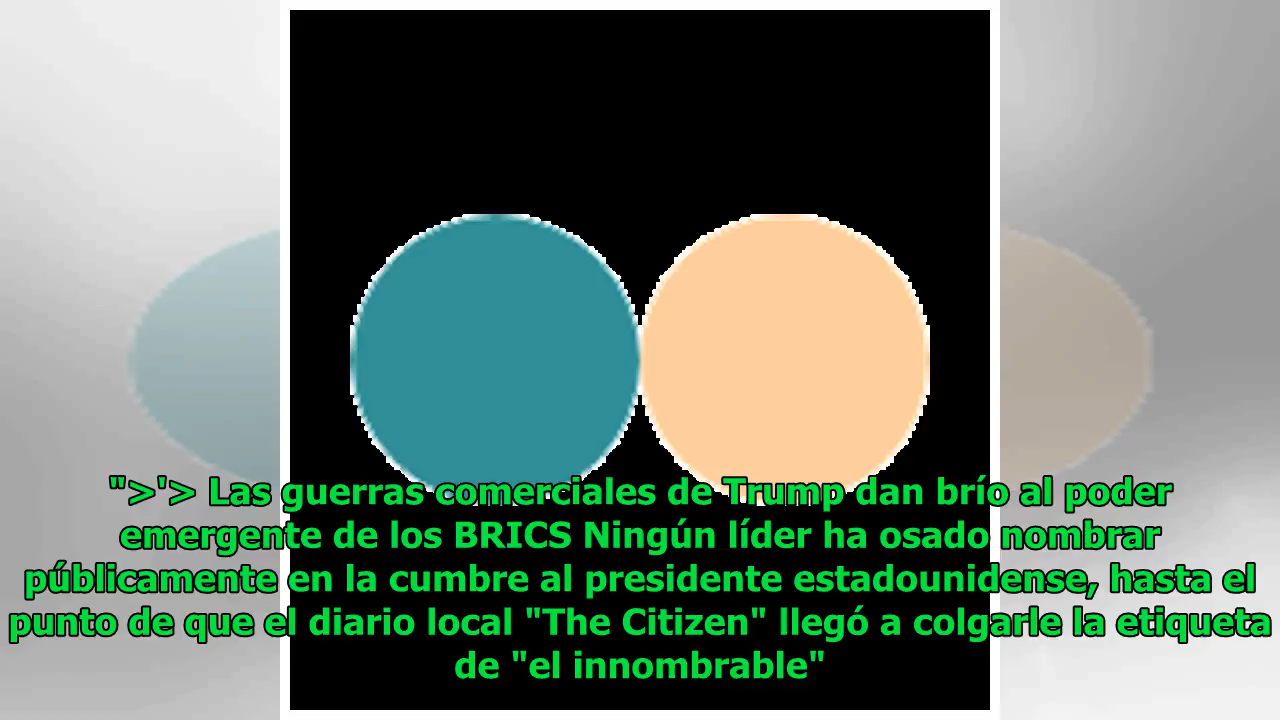 ">'> Las guerras comerciales de Trump dan brío al poder
emergente de los BRICS Ningún líder ha osado nombrar
públicamente en la cumbre al presidente estadounidense, hasta el
punto de que el diario local "The Citizen" llegó a colgarle la etiqueta
de "el innombrable"